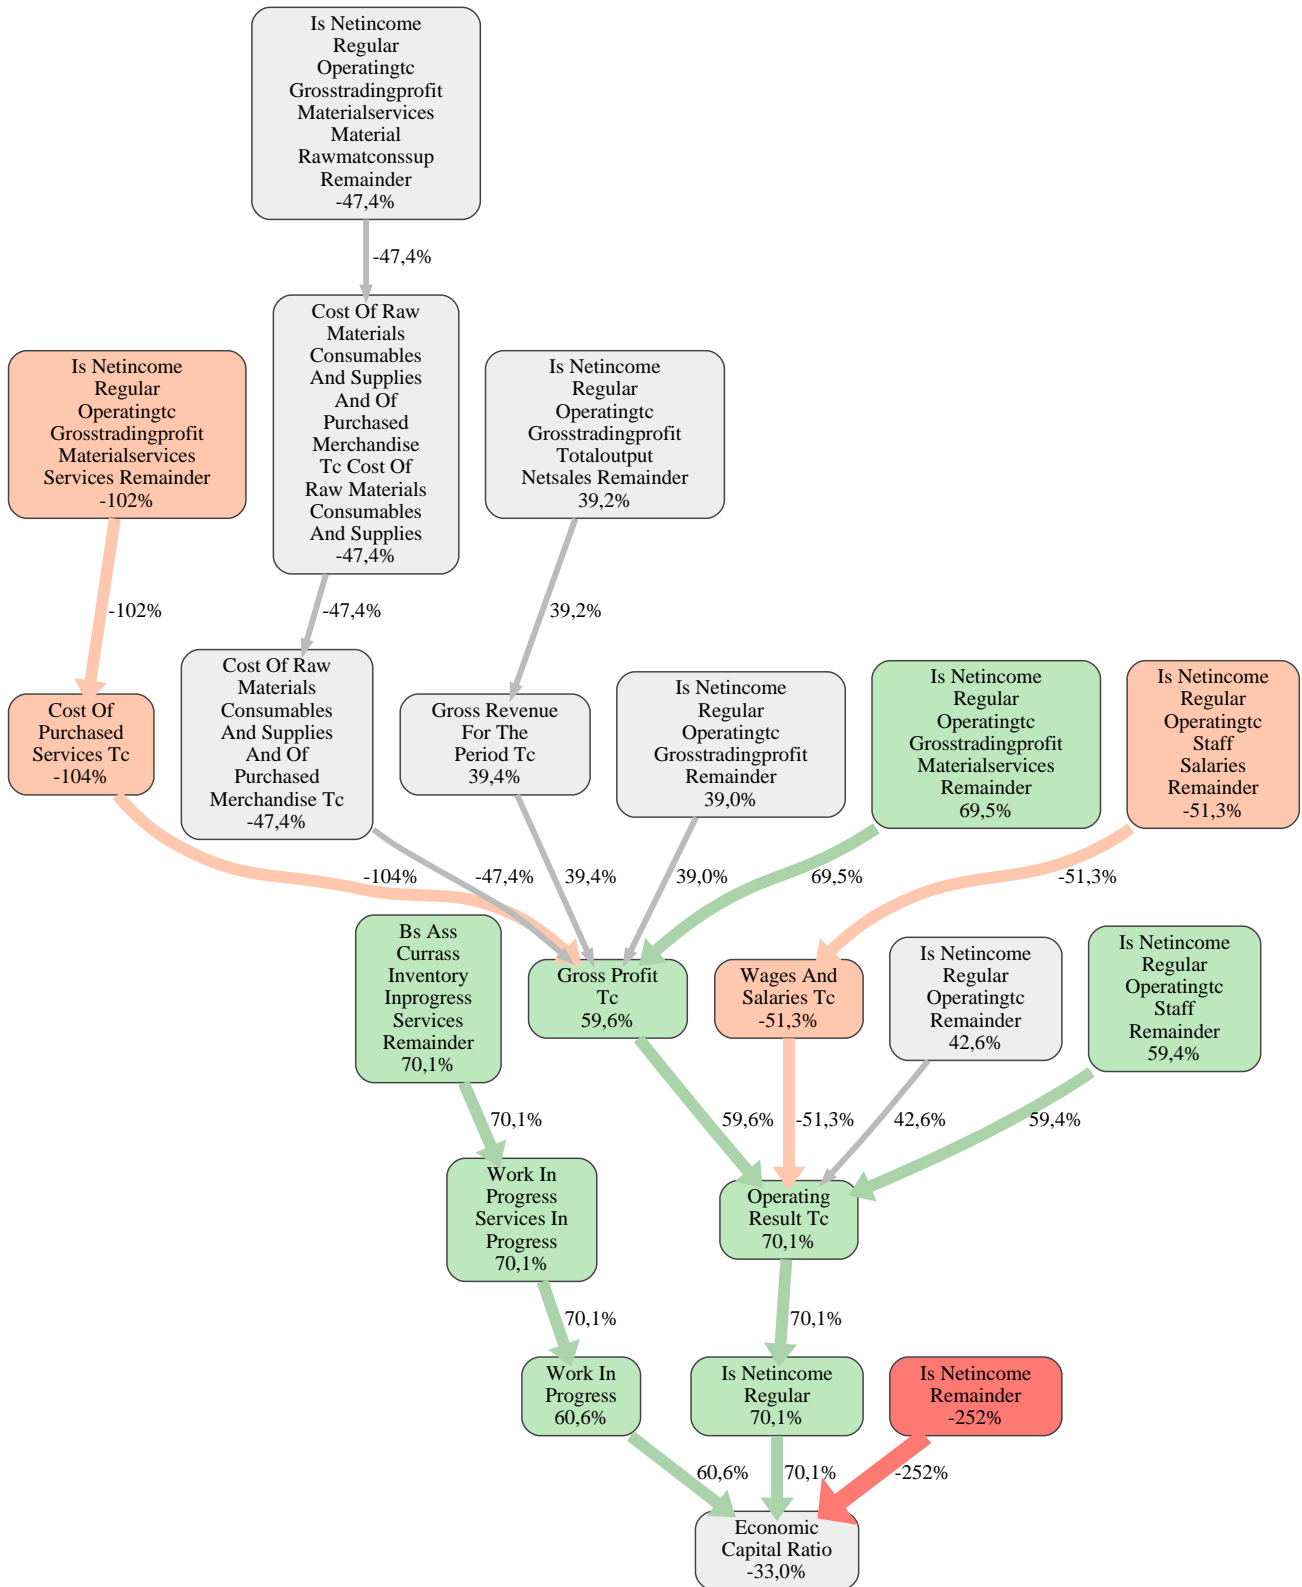 Is Netincome
Regular
Operatingtc
Grosstradingprofit
Materialservices
Material
Rawmatconssup
Remainder
-47,4%
-47,4%
Cost Of Raw
Materials
Consumables
And Supplies
And Of
Purchased
Merchandise
Tc Cost Of
Raw Materials
Consumables
And Supplies
-47,4%
Is Netincome
Regular
Operatingtc
Grosstradingprofit
Materialservices
Services Remainder
-102%
Is Netincome
Regular
Operatingtc
Grosstradingprofit
Totaloutput
Netsales Remainder
39,2%
-102%
-47,4%
39,2%
Cost Of
Purchased
Services Tc
-104%
Cost Of Raw
Materials
Consumables
And Supplies
And Of
Purchased
Merchandise Tc
-47,4%
Gross Revenue
For The
Period Tc
39,4%
Is Netincome
Regular
Operatingtc
Grosstradingprofit
Remainder
39,0%
Is Netincome
Regular
Operatingtc
Grosstradingprofit
Materialservices
Remainder
69,5%
Is Netincome
Regular
Operatingtc
Staff
Salaries
Remainder
-51,3%
-104%
-47,4%
39,4%
39,0%
69,5%
-51,3%
Bs Ass
Currass
Inventory
Inprogress
Services
Remainder
70,1%
Gross Profit
Tc
59,6%
Wages And
Salaries Tc
-51,3%
Is Netincome
Regular
Operatingtc
Remainder
42,6%
Is Netincome
Regular
Operatingtc
Staff
Remainder
59,4%
70,1%
59,6%
-51,3%
42,6%
59,4%
Work In
Progress
Services In
Progress
70,1%
Operating
Result Tc
70,1%
70,1%
70,1%
Work In
Progress
60,6%
Is Netincome
Regular
70,1%
Is Netincome
Remainder
-252%
60,6%
70,1%
-252%
Economic
Capital Ratio
-33,0%